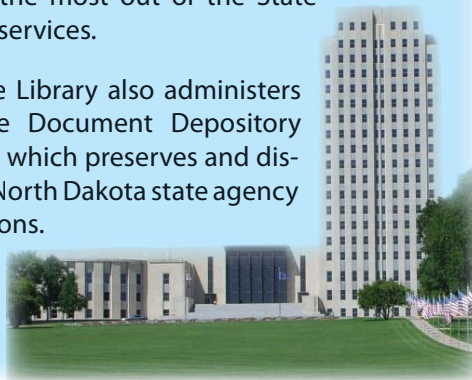 the most out of the State
services.
e Library also administers
e Document Depository
which preserves and dis-
North Dakota state agency
ons.